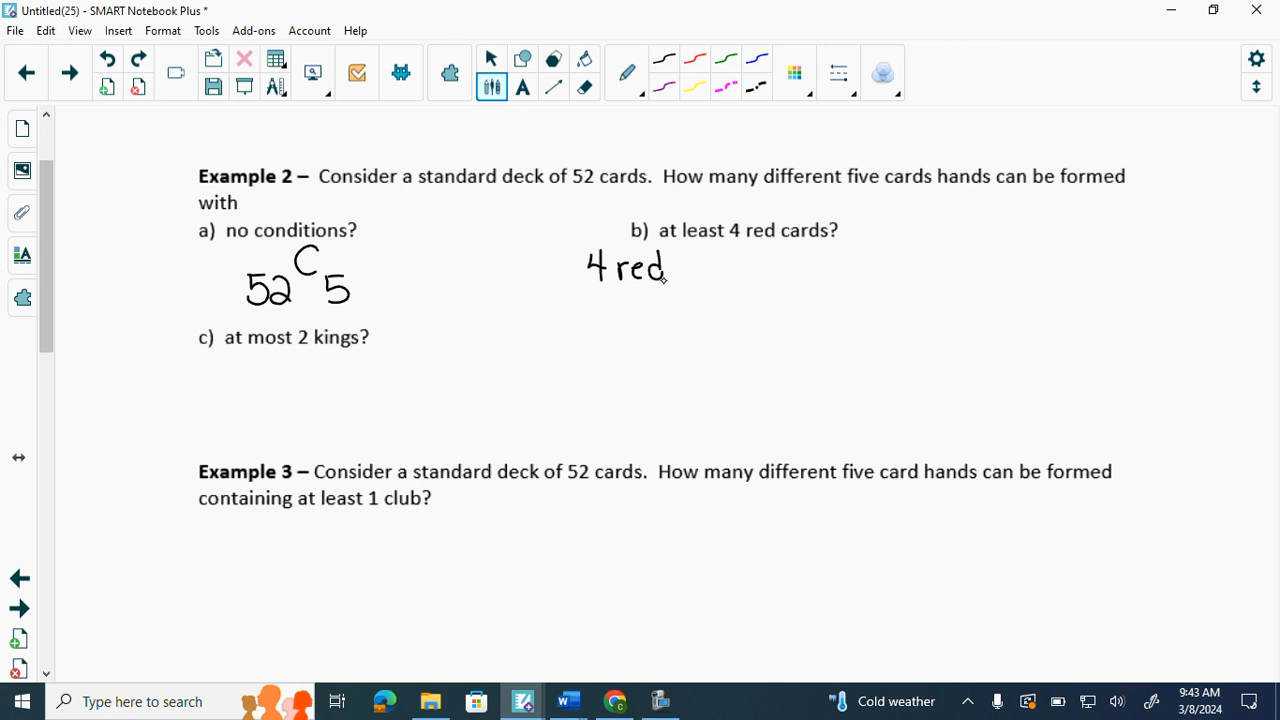 Untitled(25) - SMART Notebook Plus *
File Edit View Insert Format Tools Add-ons Account Help
Example 2 – Consider a standard deck of 52 cards. How many different five cards hands can be formed
with
a) no conditions?
b) at least 4 red cards?
52 C 5
4 red
c) at most 2 kings?
Example 3 – Consider a standard deck of 52 cards. How many different five card hands can be formed
containing at least 1 club?
Type here to search
Cold weather
9:43 AM
3/8/2024